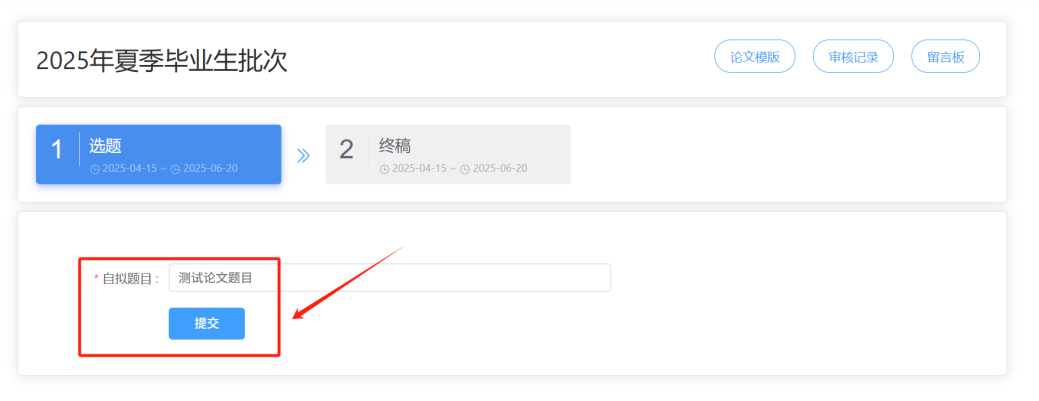 2025年夏季毕业生批次
论文模版 审核记录 留言板
1 选题
2025-04-15 ~ 2025-06-20
2 终稿
2025-04-15 ~ 2025-06-20
* 自拟题目： 测试论文题目
提交